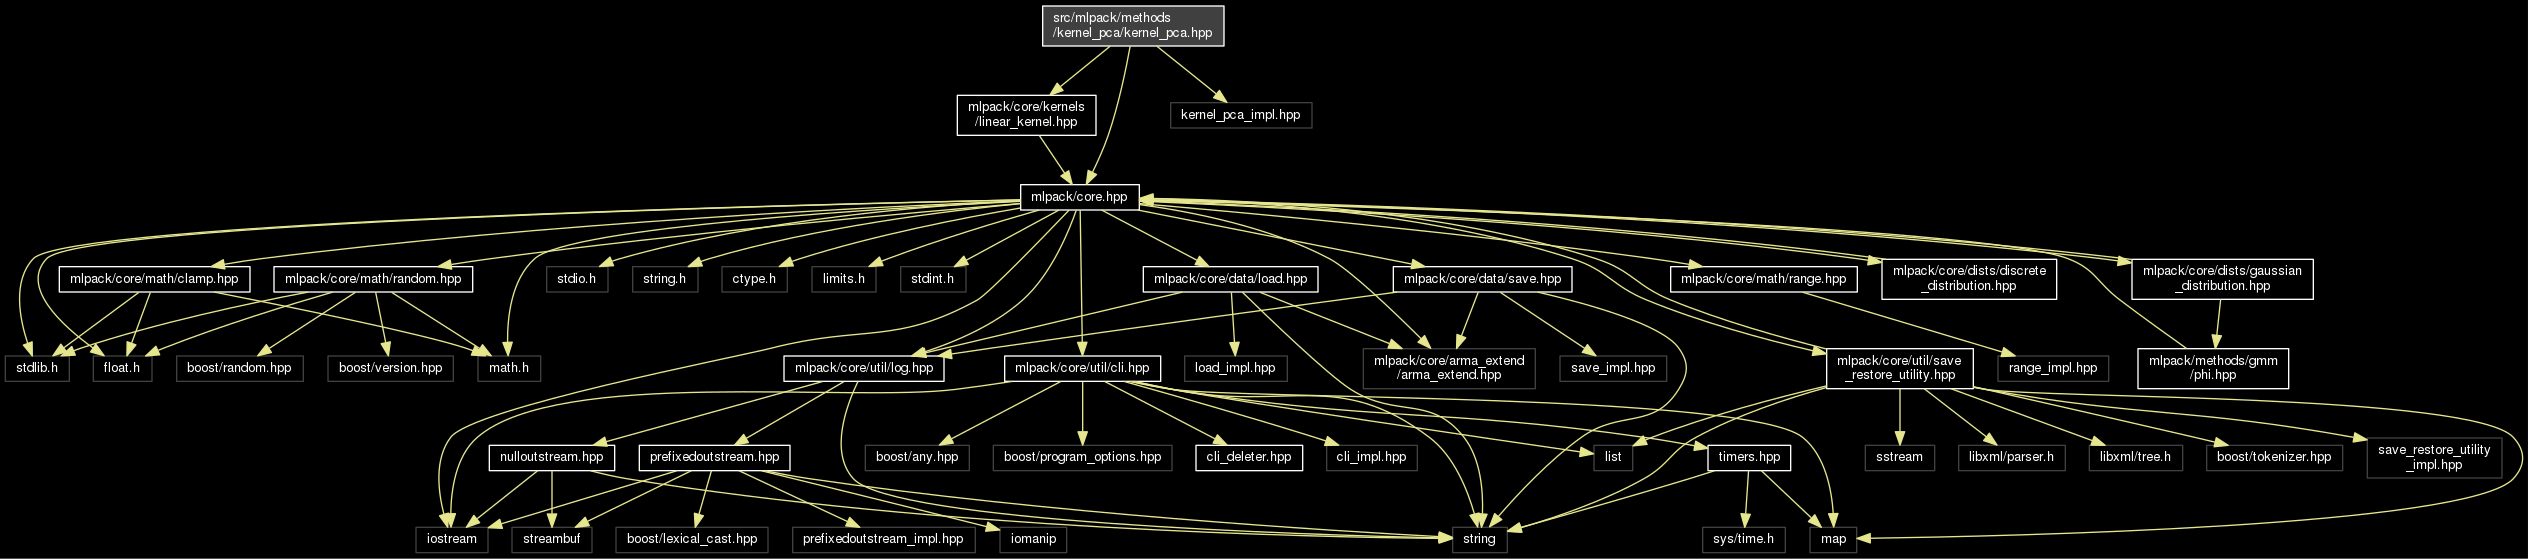 src/mlpack/methods
/kernel_pca/kernel_pca.hpp
mlpack/core/kernels
/linear_kernel.hpp
kernel_pca_impl.hpp
mlpack/core.hpp
mlpack/core/math/clamp.hpp
mlpack/core/math/random.hpp
stdio.h
string.h
ctype.h
limits.h
stdint.h
mlpack/core/data/load.hpp
mlpack/core/data/save.hpp
mlpack/core/math/range.hpp
mlpack/core/dists/discrete
_distribution.hpp
mlpack/core/dists/gaussian
_distribution.hpp
stdlib.h
float.h
boost/random.hpp
boost/version.hpp
math.h
mlpack/core/util/log.hpp
mlpack/core/util/cli.hpp
load_impl.hpp
mlpack/core/arma_extend
/arma_extend.hpp
save_impl.hpp
mlpack/core/util/save
_restore_utility.hpp
range_impl.hpp
mlpack/methods/gmm
/phi.hpp
nulloutstream.hpp
prefixedoutstream.hpp
boost/any.hpp
boost/program_options.hpp
cli_deleter.hpp
cli_impl.hpp
list
timers.hpp
sstream
libxml/parser.h
libxml/tree.h
boost/tokenizer.hpp
save_restore_utility
_impl.hpp
iostream
streambuf
boost/lexical_cast.hpp
prefixedoutstream_impl.hpp
iomanip
string
sys/time.h
map